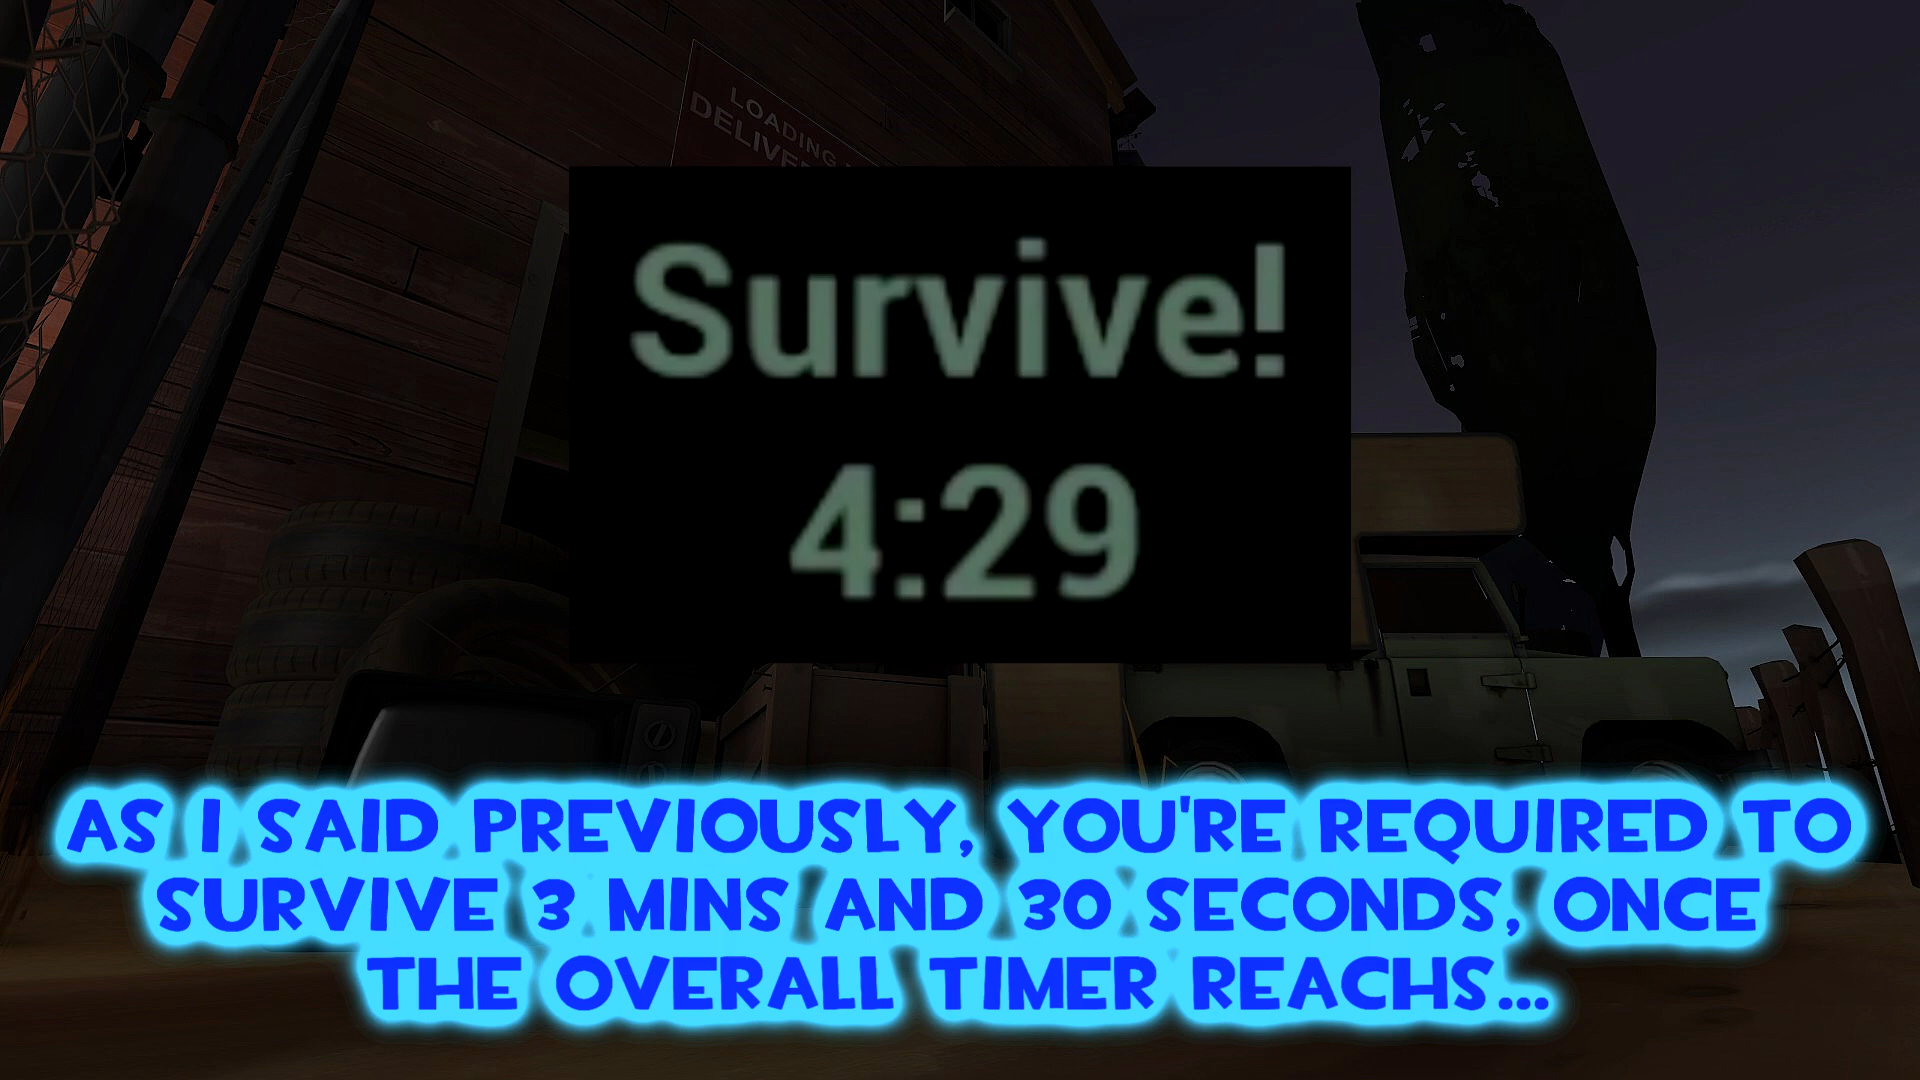 LOADING
Survive!
4:29
AS I SAID PREVIOUSLY, YOU'RE REQUIRED TO
SURVIVE 3 MINS AND 30 SECONDS, ONCE
THE OVERALL TIMER REACHS...